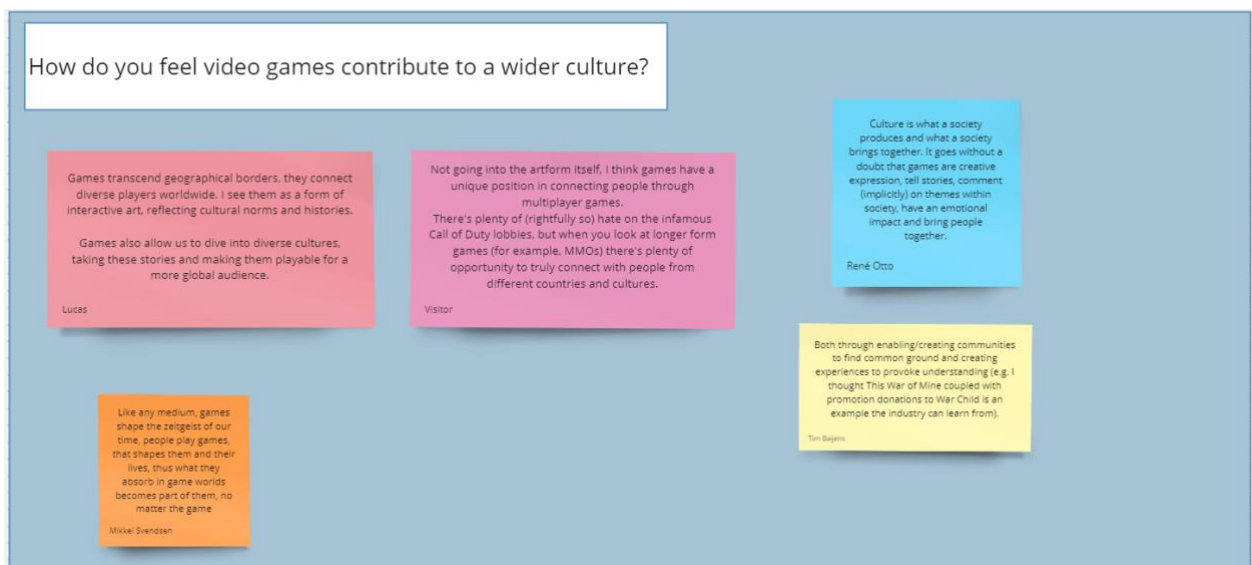 How do you feel video games contribute to a wider culture?
Games transcend geographical borders, they connect
diverse players worldwide. I see them as a form of
interactive art, reflecting cultural norms and histories.
Games also allow us to dive into diverse cultures,
taking these stories and making them playable for a
more global audience.
Lucas
Not going into the artform itself, I think games have a
unique position in connecting people through
multiplayer games.
There's plenty of (rightfully so) hate on the infamous
Call of Duty lobbies, but when you look at longer form
games (for example, MMOs) there's plenty of
opportunity to truly connect with people from
different countries and cultures.
Visitor
Culture is what a society
produces and what a society
brings together. It goes without a
doubt that games are creative
expression, tell stories, comment
(implicitly) on themes within
society, have an emotional
impact and bring people
together.
René Otto
Both through enabling/creating communities
to find common ground and creating
experiences to provoke understanding (e.g. I
thought This War of Mine coupled with
promotion donations to War Child is an
example the industry can learn from).
Tim Baijens
Like any medium, games
shape the zeitgeist of our
time, people play games,
that shapes them and their
lives, thus what they
absorb in game worlds
becomes part of them, no
matter the game
Mikkel Svendsen